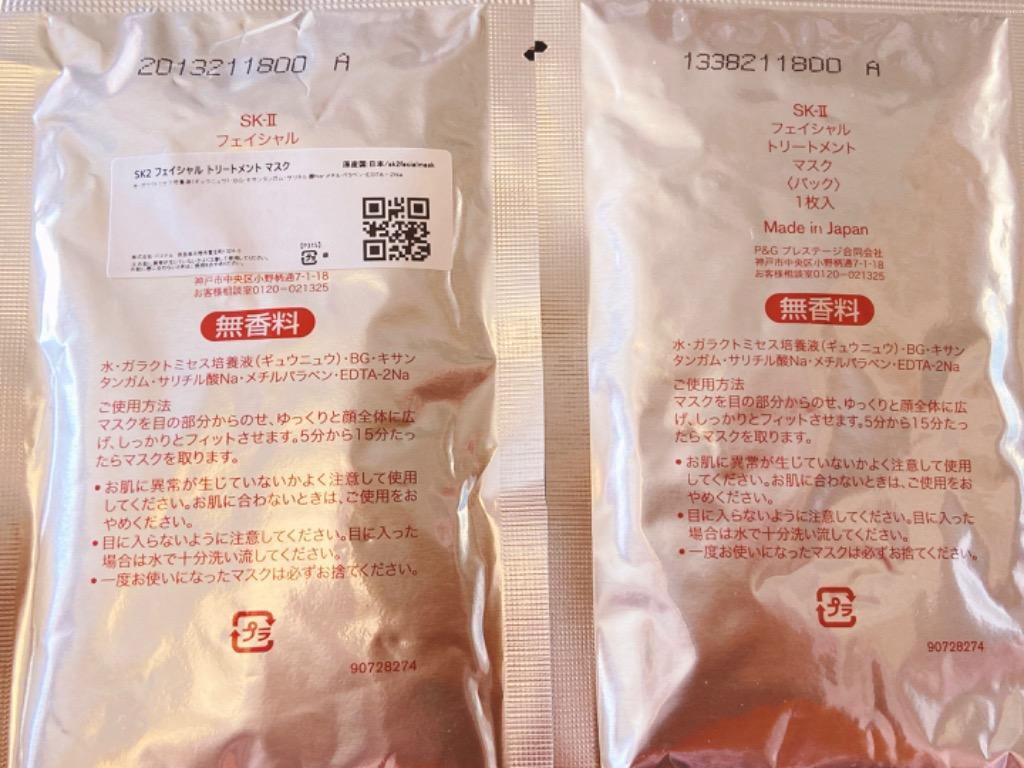 2013211800 A
SK-Ⅱ
フェイシャル
SK2 フェイシャル トリートメント マスク
原産国:日本/sk2facialmask
神戸市中央区小野柄通7-1-18
お客様相談室0120-021325
無香料
水・ガラクトミセス培養液(ギュウニュウ)・BG・キサン
タンガム・サリチル酸Na・メチルパラベン・EDTA-2Na
ご使用方法
マスクを目の部分からのせ、ゆっくりと顔全体に広
げ、しっかりとフィットさせます。5分から15分たっ
たらマスクを取ります。
•お肌に異常が生じていないかよく注意して使用
してください。お肌に合わないときは、ご使用をお
やめください。
•目に入らないように注意してください。目に入った
場合は水で十分洗い流してください。
•一度お使いになったマスクは必ずお捨てください。
プラ
90728274
1338211800 A
SK-Ⅱ
フェイシャル
トリートメント
マスク
〈パック〉
1枚入
Made in Japan
P&G プレステージ合同会社
神戸市中央区小野柄通7-1-18
お客様相談室0120-021325
無香料
水・ガラクトミセス培養液(ギュウニュウ)・BG・キサン
タンガム・サリチル酸Na・メチルパラベン・EDTA-2Na
ご使用方法
マスクを目の部分からのせ、ゆっくりと顔全体に広
げ、しっかりとフィットさせます。5分から15分たっ
たらマスクを取ります。
•お肌に異常が生じていないかよく注意して使用
してください。お肌に合わないときは、ご使用をお
やめください。
•目に入らないように注意してください。目に入った
場合は水で十分洗い流してください。
•一度お使いになったマスクは必ずお捨てください。
プラ
90728274